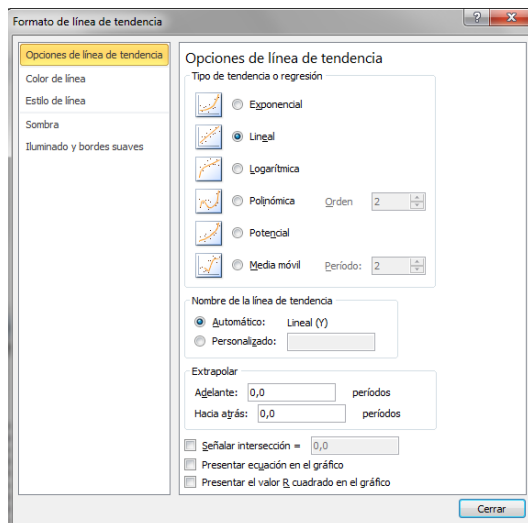 Formato de línea de tendencia
Opciones de línea de tendencia
Color de línea
Estilo de línea
Sombra
Iluminado y bordes suaves
Opciones de línea de tendencia
Tipo de tendencia o regresión
Exponencial
Lineal
Logarítmica
Polinómica Orden 2
Potencial
Media móvil Período: 2
Nombre de la línea de tendencia
Automático: Lineal (Y)
Personalizado:
Extrapolar
Adelante: 0,0 períodos
Hacia atrás: 0,0 períodos
Señalar intersección = 0,0
Presentar ecuación en el gráfico
Presentar el valor R cuadrado en el gráfico
Cerrar